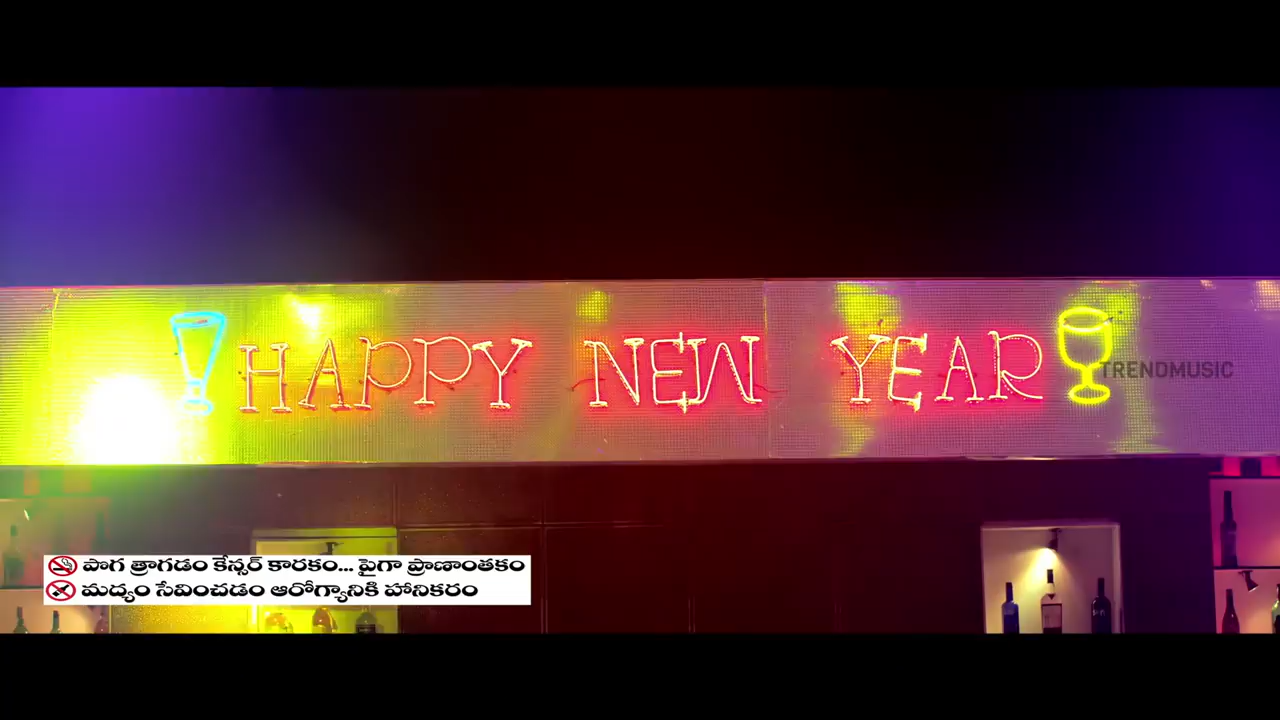 HAPPY NEW YEAR
TRENDMUSIC
పొగ త్రాగడం కేన్సర్ కారకం... పైగా ప్రాణాంతకం
మద్యం సేవించడం ఆరోగ్యానికి హానికరం